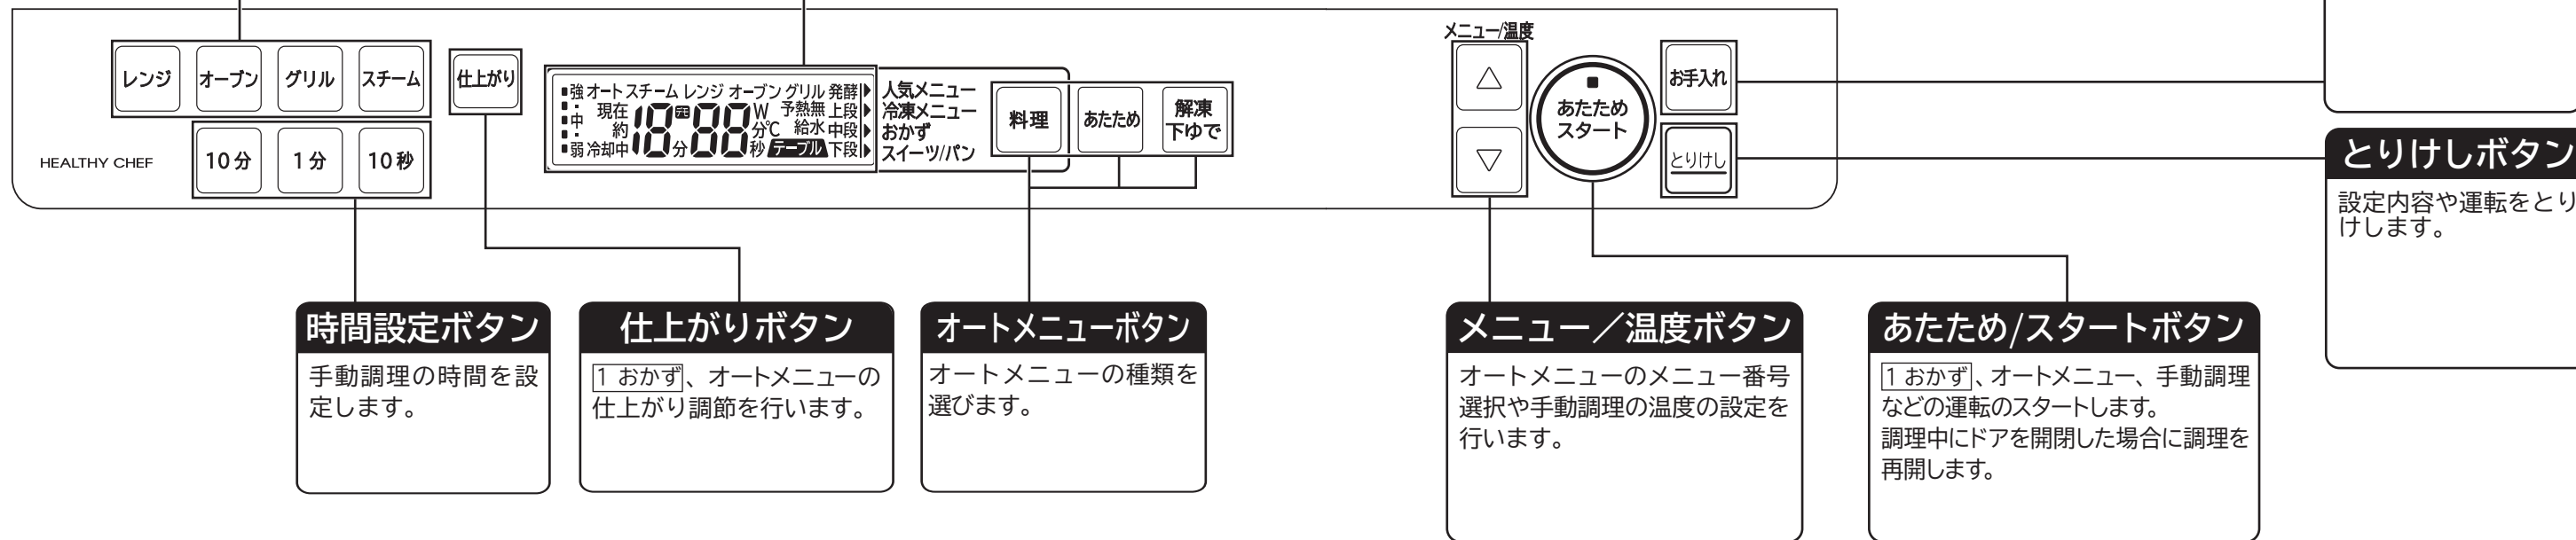 メニュー/温度
レンジ オーブン グリル スチーム
仕上がり
強 オート スチーム レンジ オーブン グリル 発酵
現在 W 予熱無 上段
中 約 18 88 分℃ 給水 中段
弱 冷却中 分 秒 テーブル 下段
人気メニュー
冷凍メニュー
おかず
スイーツ/パン
料理 あたため 解凍
下ゆで
△
▽
あたため
スタート
お手入れ
とりけし
HEALTHY CHEF
10分 1分 10秒
とりけしボタン
設定内容や運転をとり
けします。
時間設定ボタン
手動調理の時間を設
定します。
仕上がりボタン
1 おかず、オートメニューの
仕上がり調節を行います。
オートメニューボタン
オートメニューの種類を
選びます。
メニュー／温度ボタン
オートメニューのメニュー番号
選択や手動調理の温度の設定を
行います。
あたため/スタートボタン
1 おかず、オートメニュー、手動調理
などの運転のスタートします。
調理中にドアを開閉した場合に調理を
再開します。